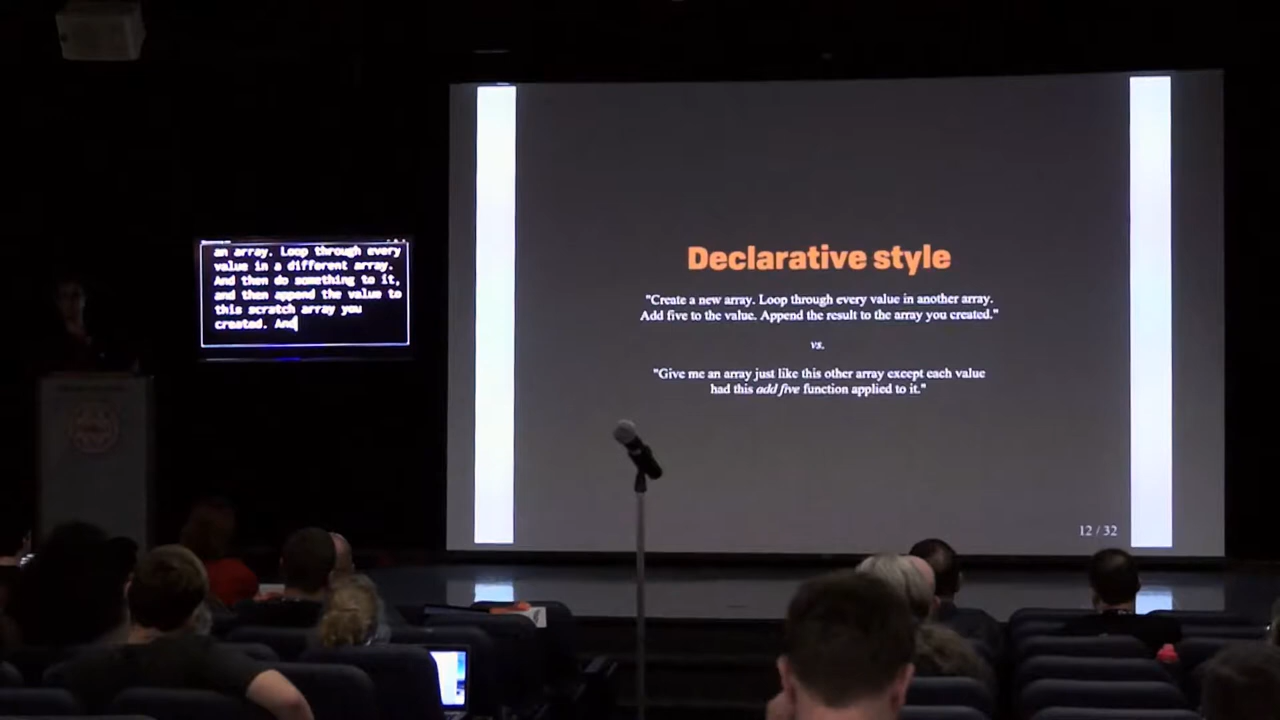 an array. Loop through every
value in a different array.
And then do something to it,
and then append the value to
this scratch array you
created. And
Declarative style
"Create a new array. Loop through every value in another array.
Add five to the value. Append the result to the array you created."
vs.
"Give me an array just like this other array except each value
had this add five function applied to it."
12 / 32